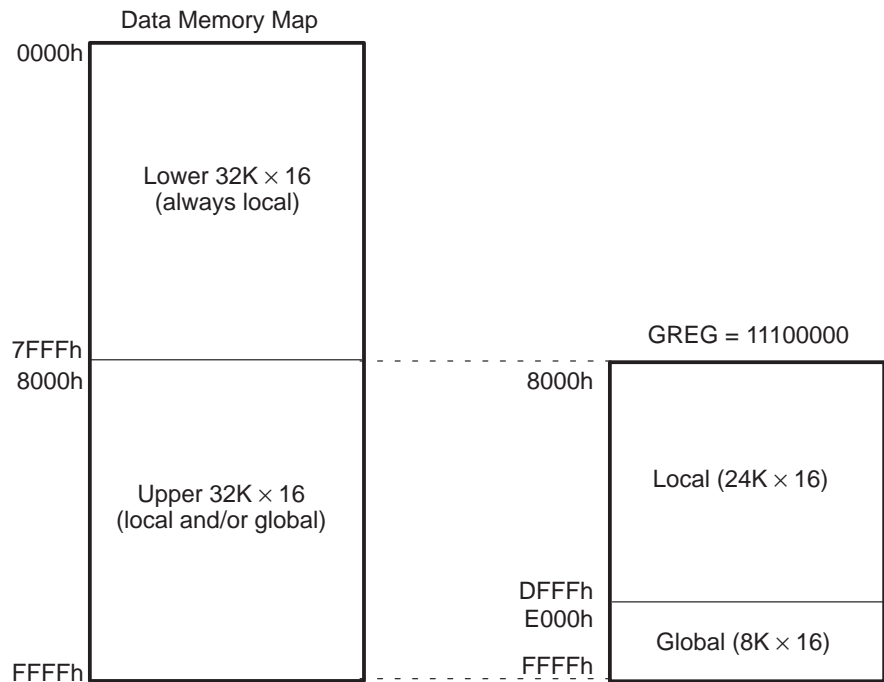 Data Memory Map
0000h
Lower 32K × 16
(always local)
7FFFh
8000h
Upper 32K × 16
(local and/or global)
FFFFh
GREG = 11100000
8000h
Local (24K × 16)
DFFFh
E000h
Global (8K × 16)
FFFFh